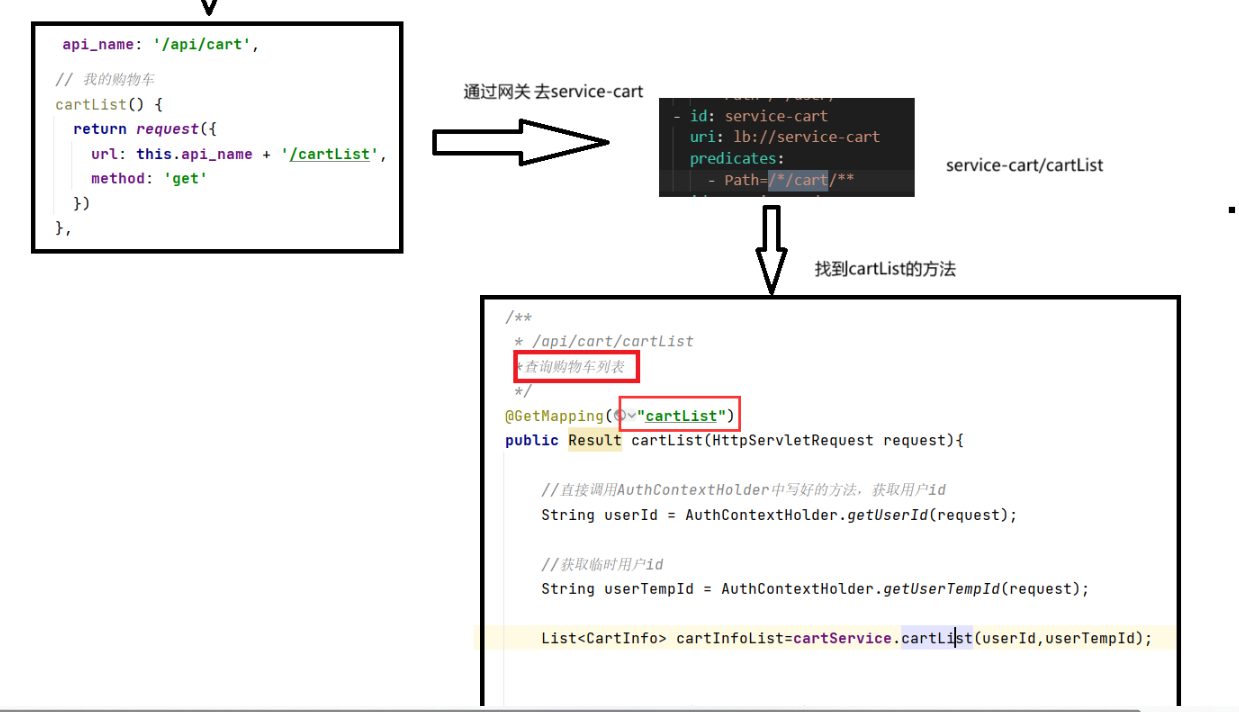 api_name: '/api/cart',
// 我的购物车
cartList() {
return request({
url: this.api_name + '/cartList',
method: 'get'
})
},
通过网关 去service-cart
- id: service-cart
uri: lb://service-cart
predicates:
- Path=/*/cart/**
service-cart/cartList
找到cartList的方法
/**
* /api/cart/cartList
*查询购物车列表
*/
@GetMapping("cartList")
public Result cartList(HttpServletRequest request){
//直接调用AuthContextHolder中写好的方法，获取用户id
String userId = AuthContextHolder.getUserId(request);
//获取临时用户id
String userTempId = AuthContextHolder.getUserTempId(request);
List<CartInfo> cartInfoList=cartService.cartList(userId,userTempId);